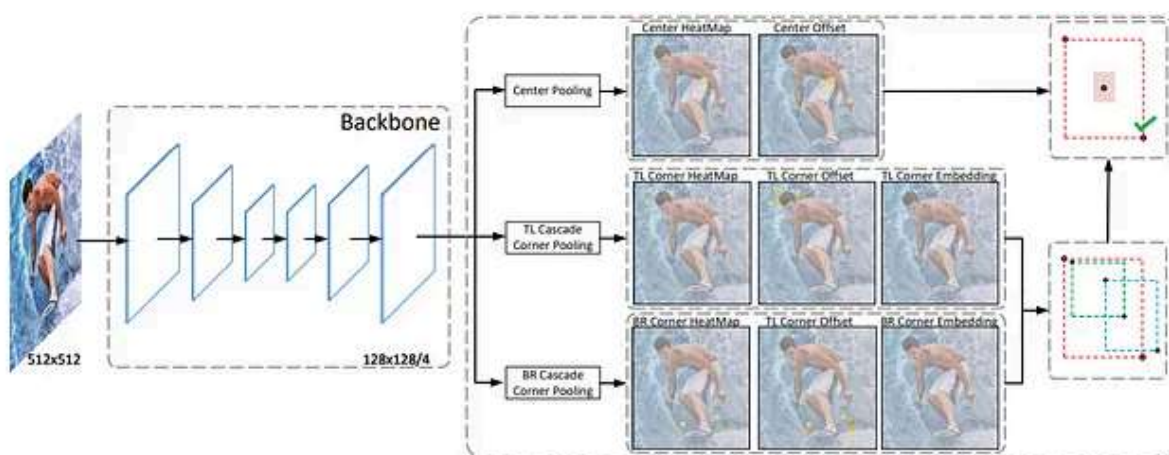 Backbone
512x512
128x128/4
Center Pooling
Center HeatMap
Center Offset
TL Cascade
Corner Pooling
TL Corner HeatMap
TL Corner Offset
TL Corner Embedding
BR Cascade
Corner Pooling
BR Corner HeatMap
TL Corner Offset
BR Corner Embedding